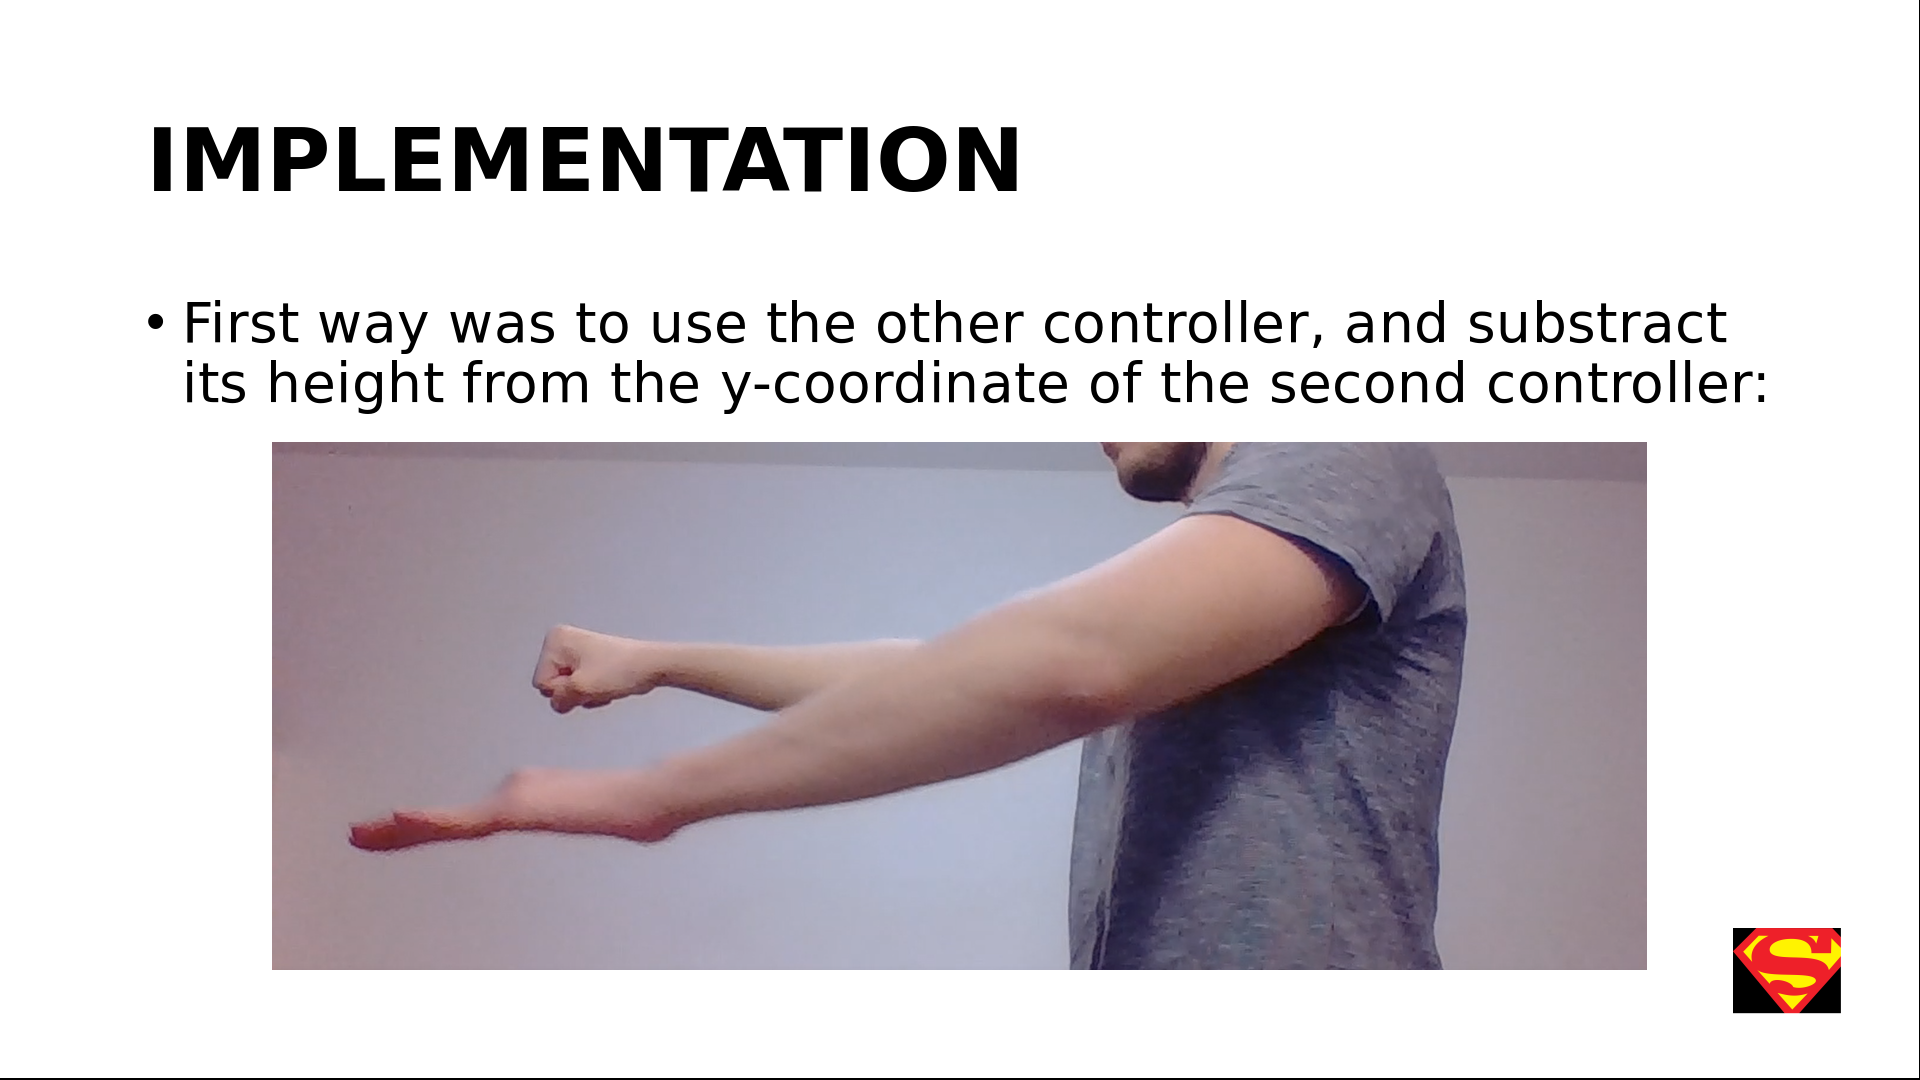 IMPLEMENTATION
• First way was to use the other controller, and substract
its height from the y-coordinate of the second controller:
S